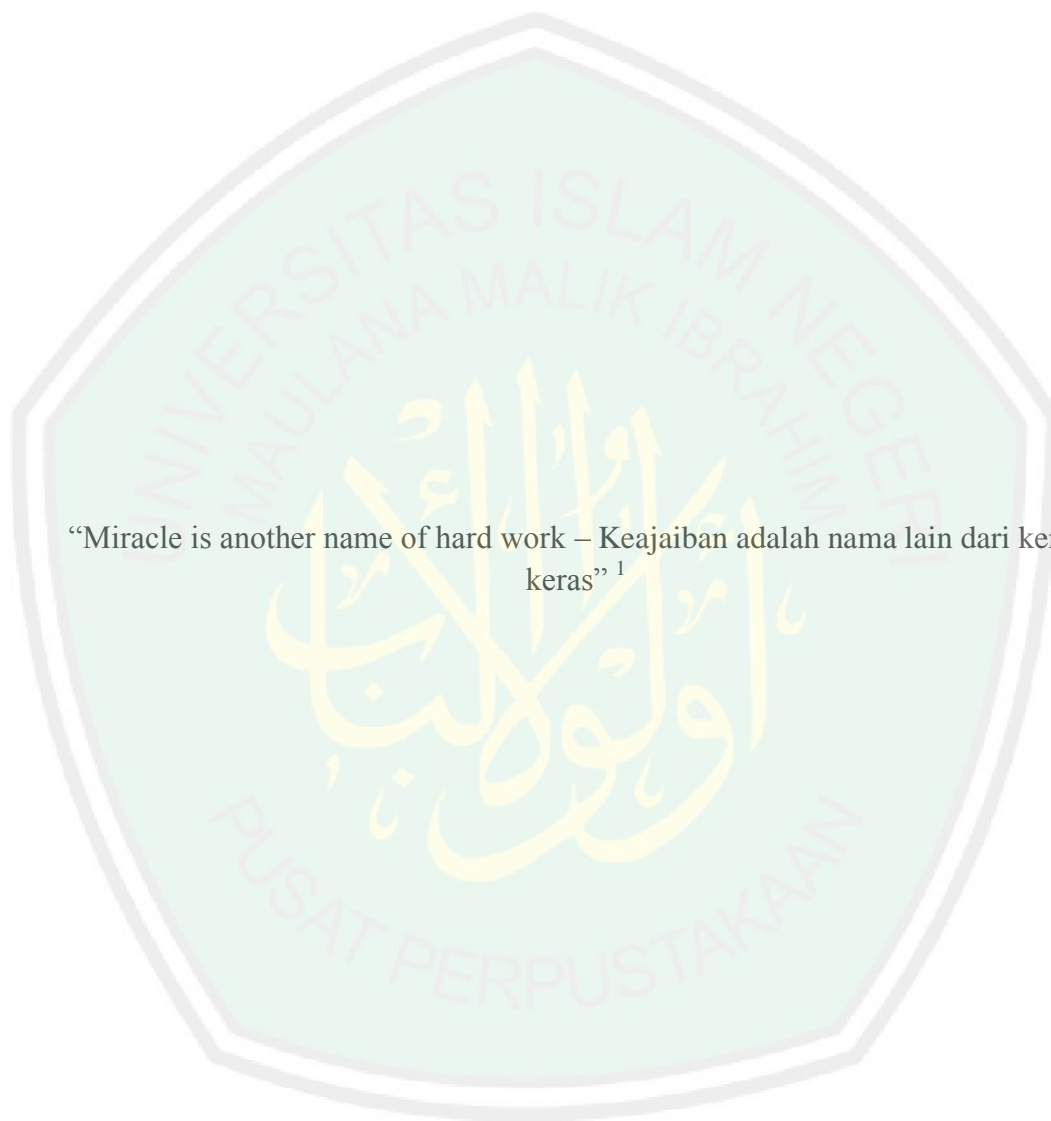 UNIVERSITAS ISLAM NEGERI
MAULANA MALIK IBRAHIM
“Miracle is another name of hard work – Keajaiban adalah nama lain dari
keras” ¹
PUSAT PERPUSTAKAAN